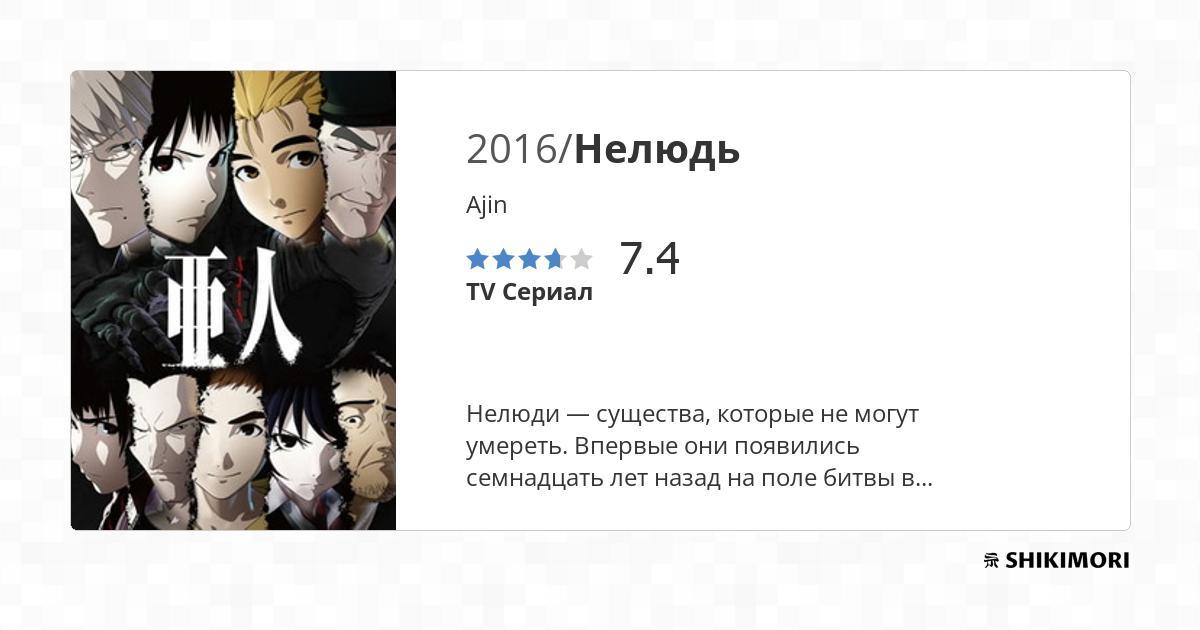 亜人
AJIN
2016/Нелюдь
Ajin
7.4
TV Сериал
Нелюди — существа, которые не могут
умереть. Впервые они появились
семнадцать лет назад на поле битвы в...
SHIKIMORI